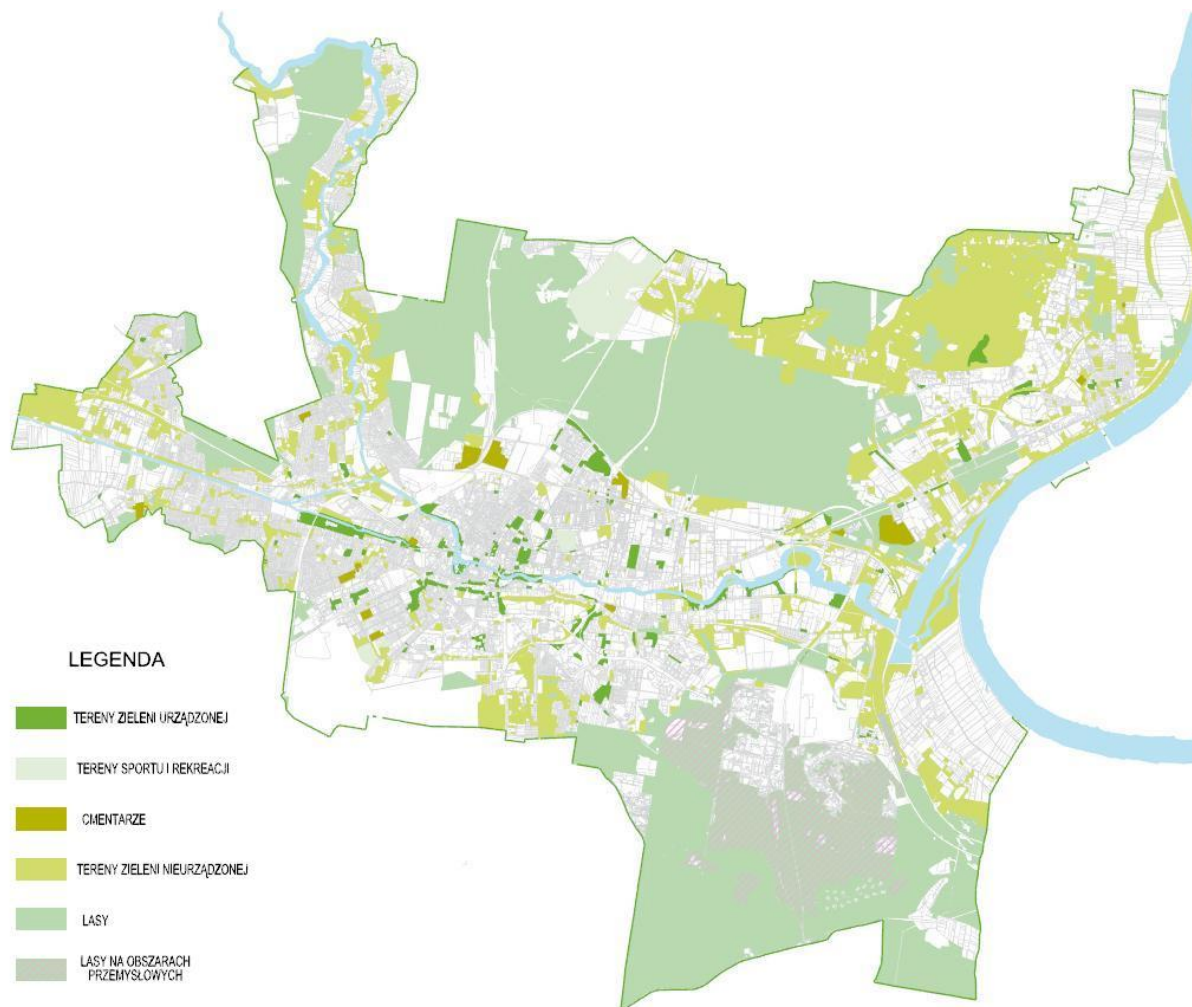 LEGENDA
TERENY ZIELENI URZĄDZONEJ
TERENY SPORTU I REKREACJI
CMENTARZE
TERENY ZIELENI NIEURZĄDZONEJ
LASY
LASY NA OBSZARACH
PRZEMYSŁOWYCH